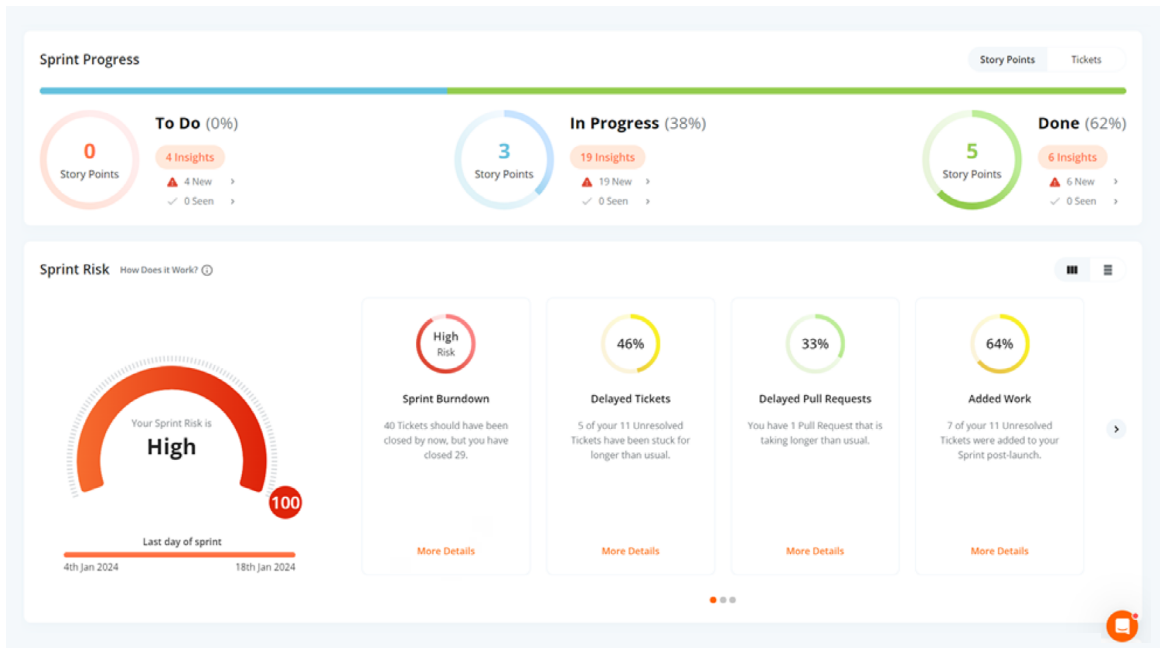 Sprint Progress
Story Points
Tickets
0
Story Points
To Do (0%)
4 Insights
4 New
0 Seen
3
Story Points
In Progress (38%)
19 Insights
19 New
0 Seen
5
Story Points
Done (62%)
6 Insights
6 New
0 Seen
Sprint Risk How Does it Work?
Your Sprint Risk is
High
100
Last day of sprint
4th Jan 2024
18th Jan 2024
High
Risk
Sprint Burndown
40 Tickets should have been
closed by now, but you have
closed 29.
More Details
46%
Delayed Tickets
5 of your 11 Unresolved
Tickets have been stuck for
longer than usual.
More Details
33%
Delayed Pull Requests
You have 1 Pull Request that is
taking longer than usual.
More Details
64%
Added Work
7 of your 11 Unresolved
Tickets were added to your
Sprint post-launch.
More Details